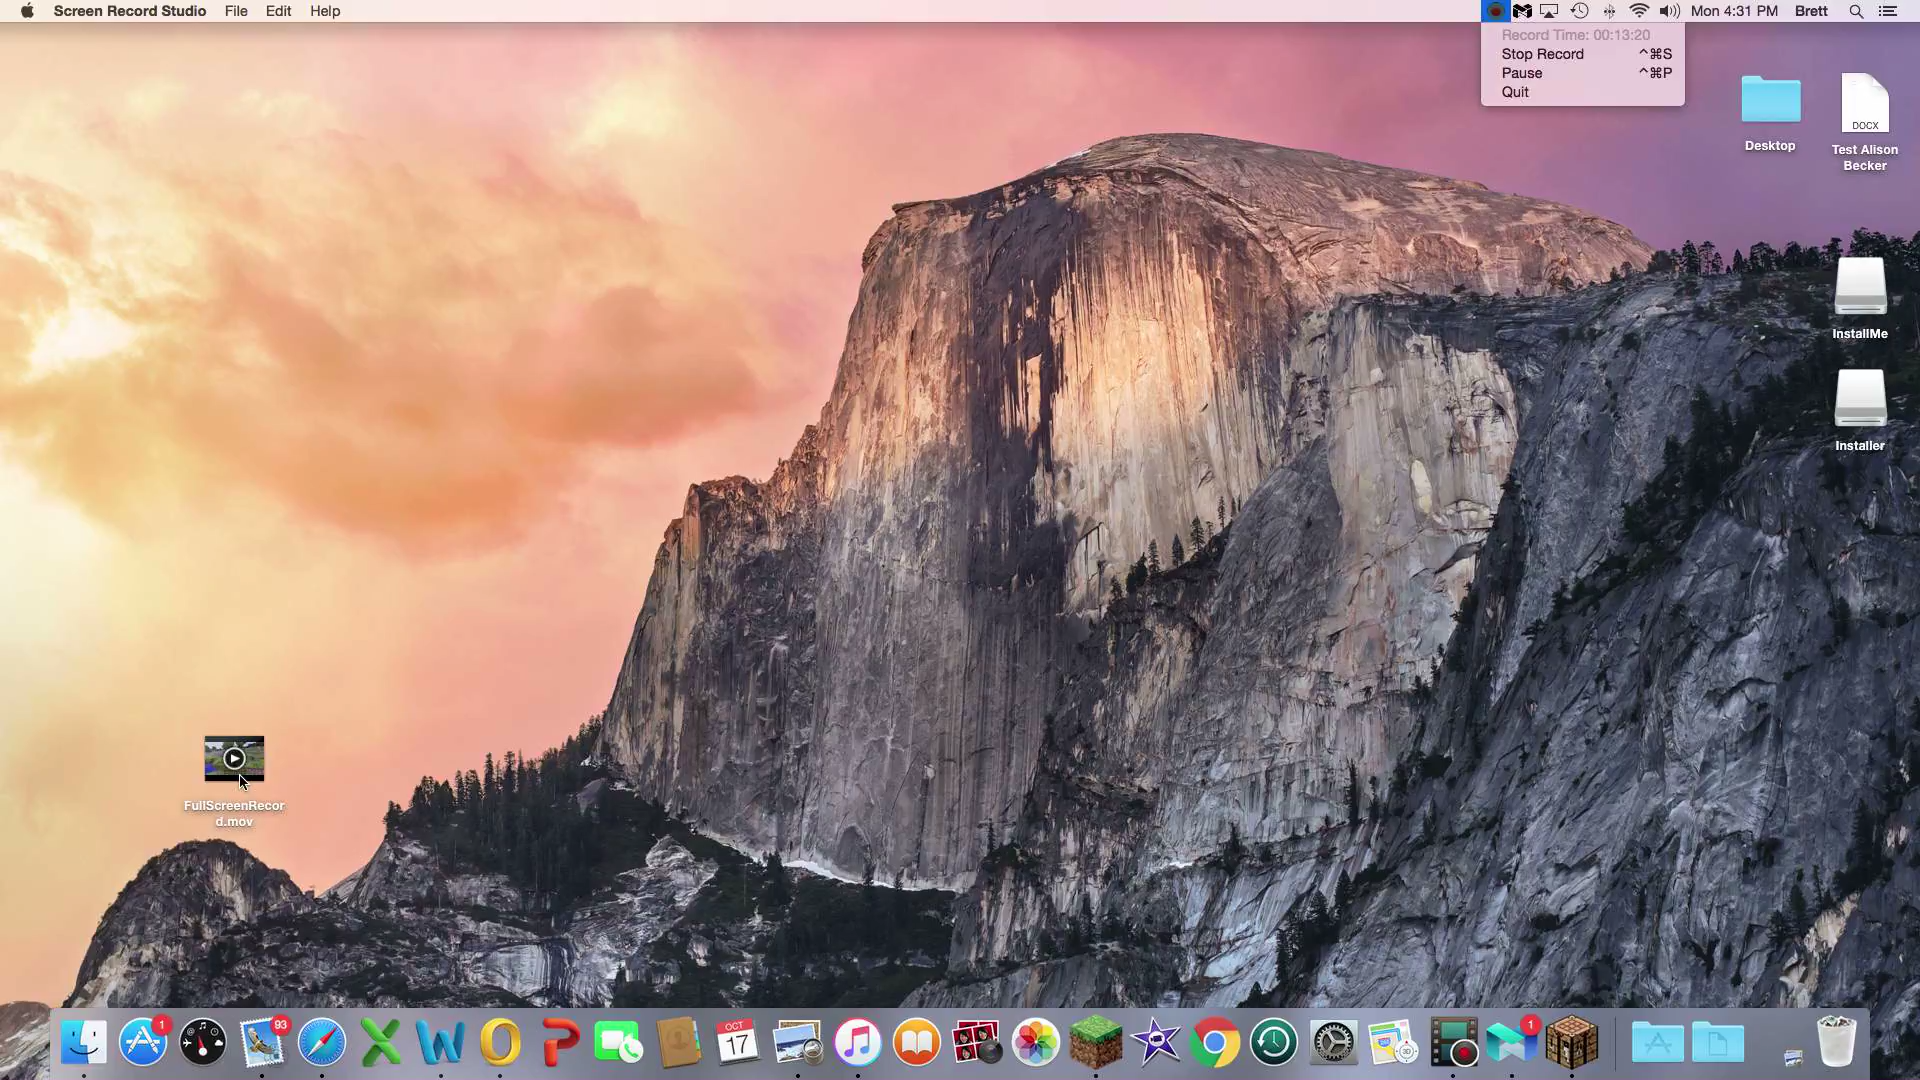 Screen Record Studio File Edit Help
Mon 4:31 PM Brett
Record Time: 00:13:20
Stop Record ^⌘S
Pause ^⌘P
Quit
Desktop
DOCX
Test Alison
Becker
InstallMe
Installer
FullScreenRecor
d.mov
1
93
OCT
17
3D
1